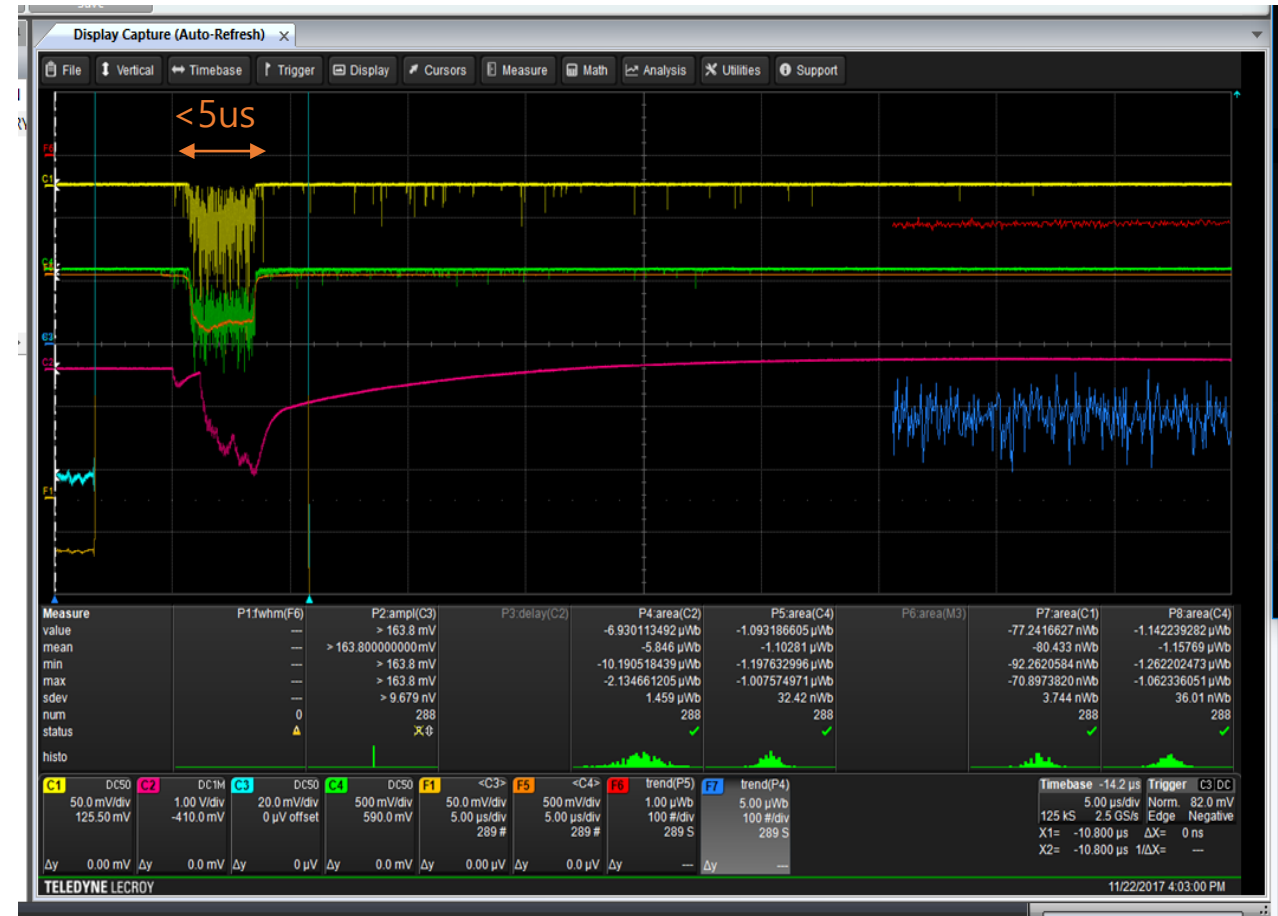 Save
Display Capture (Auto-Refresh) ×
File Vertical Timebase Trigger Display Cursors Measure Math Analysis Utilities Support
<5us
F6
C1
C4
C3
C2
F1
Measure P1:fwhm(F6) P2:ampl(C3) P3:delay(C2) P4:area(C2) P5:area(C4) P6:area(M3) P7:area(C1) P8:area(C4)
value --- > 163.8 mV -6.930113492 µWb -1.093186605 µWb -77.2416627 nWb -1.142239282 µWb
mean --- > 163.800000000 mV -5.846 µWb -1.10281 µWb -80.433 nWb -1.15769 µWb
min --- > 163.8 mV -10.190518439 µWb -1.197632996 µWb -92.2620584 nWb -1.262202473 µWb
max --- > 163.8 mV -2.134661205 µWb -1.007574971 µWb -70.8973820 nWb -1.062336051 µWb
sdev --- > 9.679 nV 1.459 µWb 32.42 nWb 3.744 nWb 36.01 nWb
num 0 288 288 288 288 288
status
histo
C1 DC50 C2 DC1M C3 DC50 C4 DC50 F1 <C3> F5 <C4> F6 trend(P5) F7 trend(P4) Timebase -14.2 µs Trigger C3 DC
50.0 mV/div 1.00 V/div 20.0 mV/div 500 mV/div 50.0 mV/div 500 mV/div 1.00 µWb 5.00 µWb 5.00 µs/div Norm. 82.0 mV
125.50 mV -410.0 mV 0 µV offset 590.0 mV 5.00 µs/div 5.00 µs/div 100 #/div 100 #/div 125 kS 2.5 GS/s Edge Negative
289 # 289 # 289 S 289 S X1= -10.800 µs ΔX= 0 ns
X2= -10.800 µs 1/ΔX= ---
Δy 0.00 mV Δy 0.0 mV Δy 0 µV Δy 0.0 mV Δy 0.00 µV Δy 0.0 µV Δy --- Δy ---
TELEDYNE LECROY 11/22/2017 4:03:00 PM